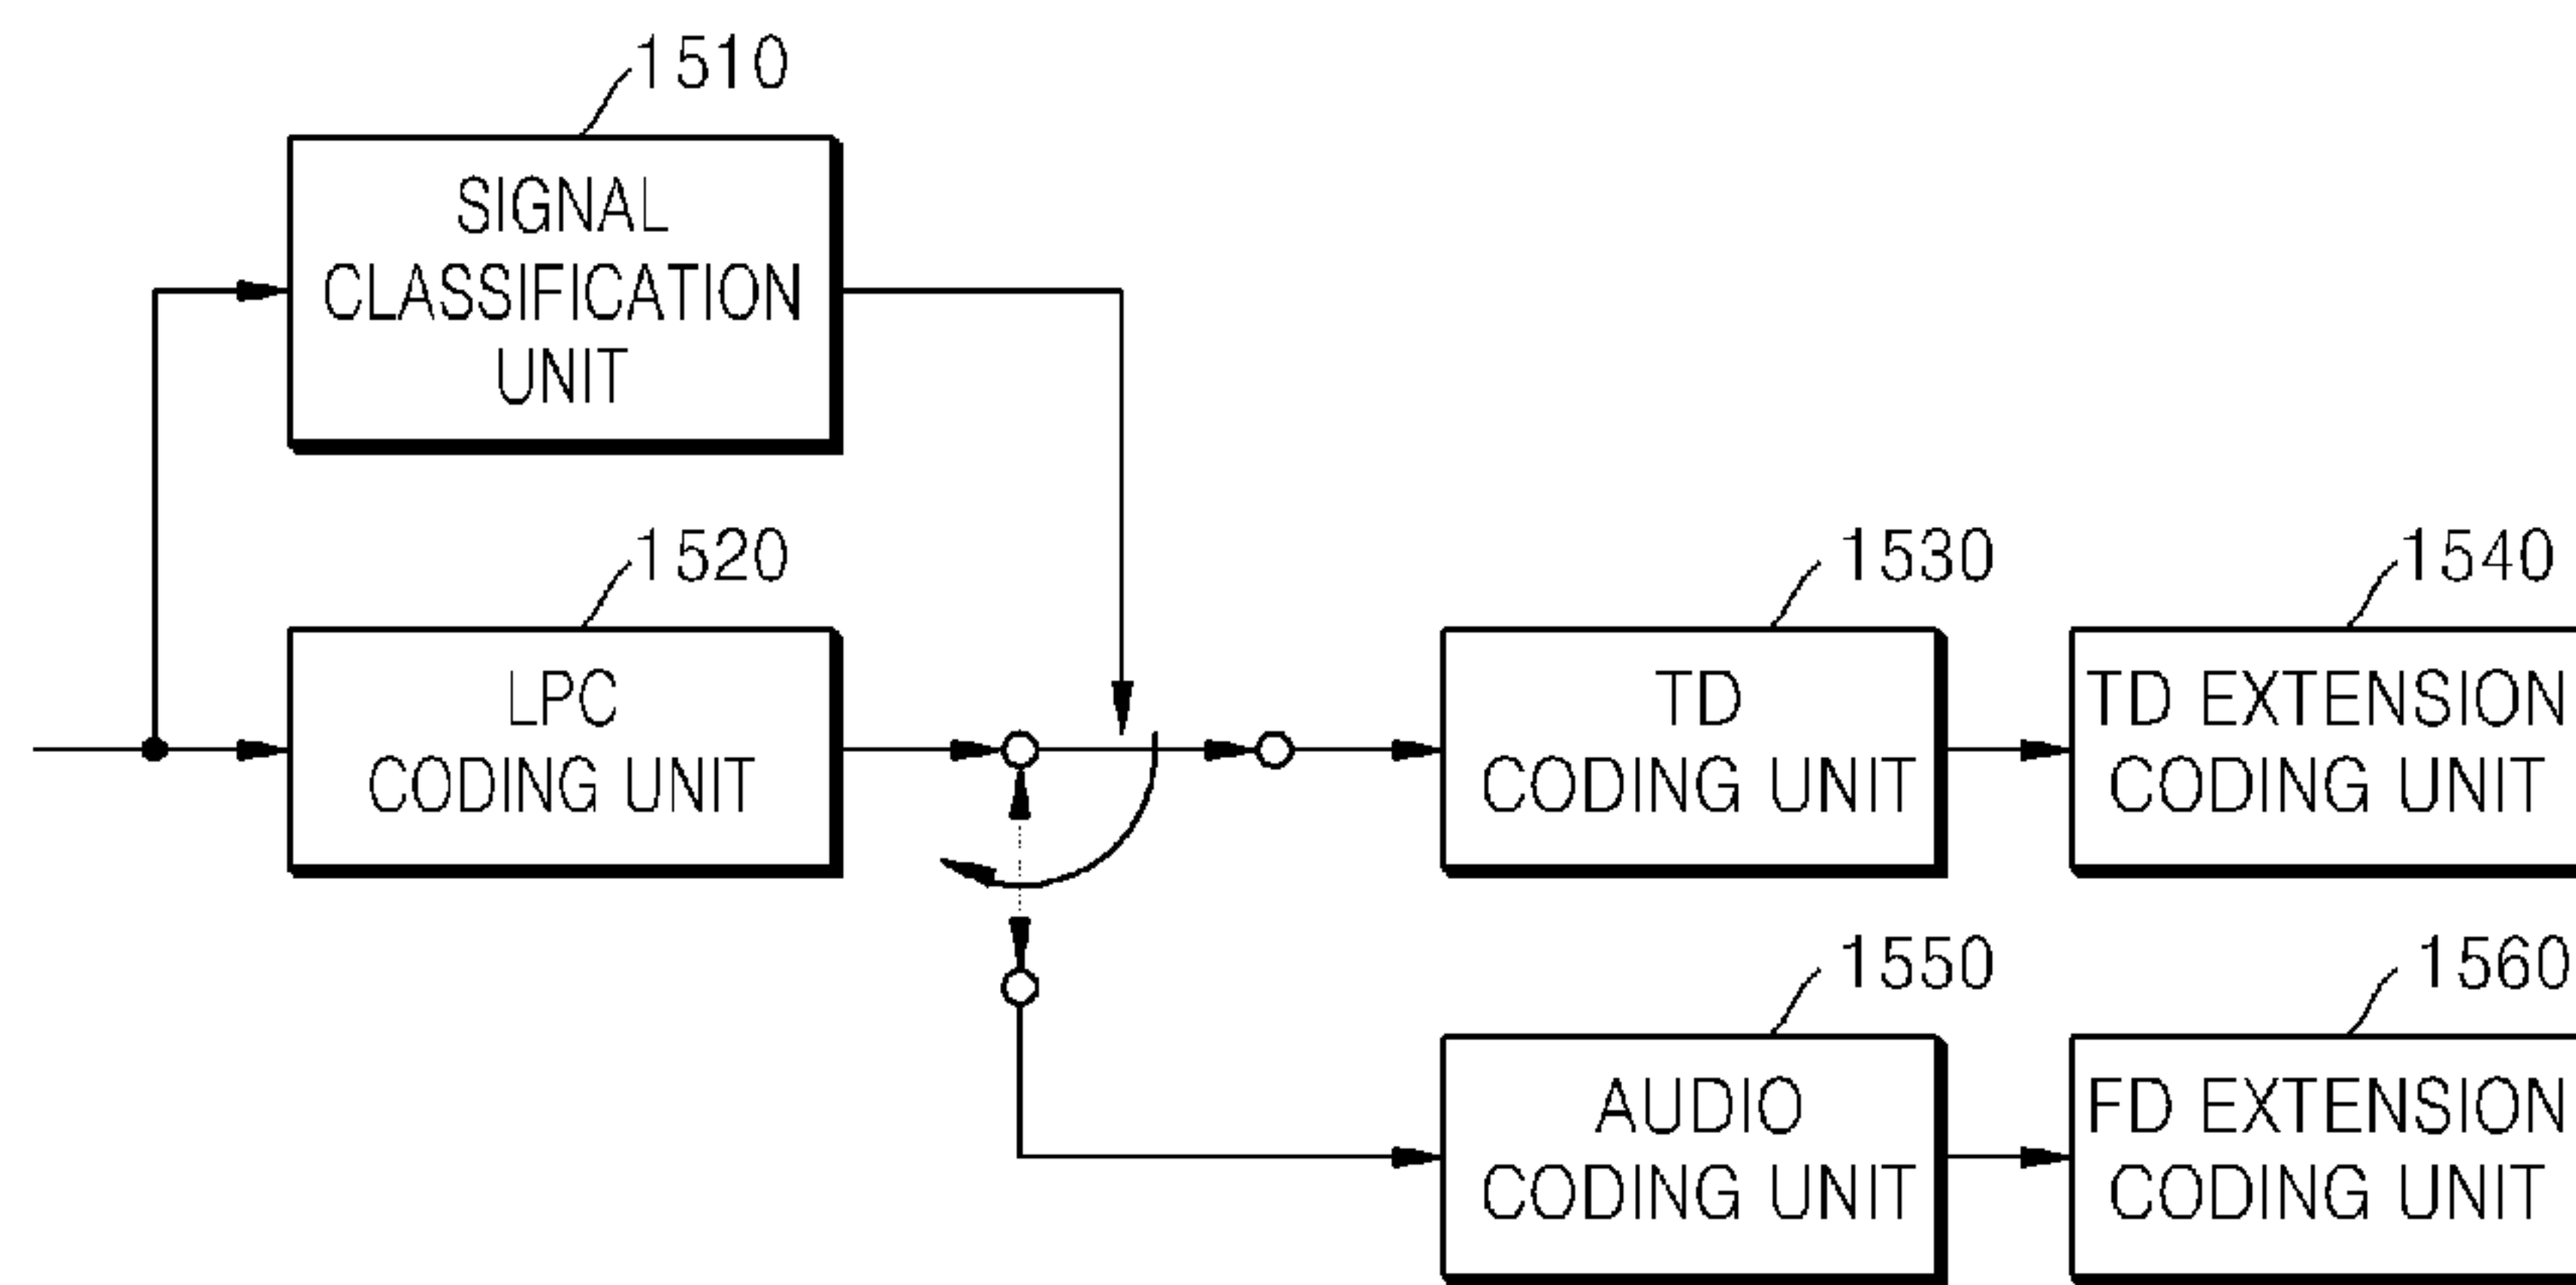 1510
SIGNAL
CLASSIFICATION
UNIT
1520
LPC
CODING UNIT
1530
TD
CODING UNIT
1540
TD EXTENSION
CODING UNIT
1550
AUDIO
CODING UNIT
1560
FD EXTENSION
CODING UNIT